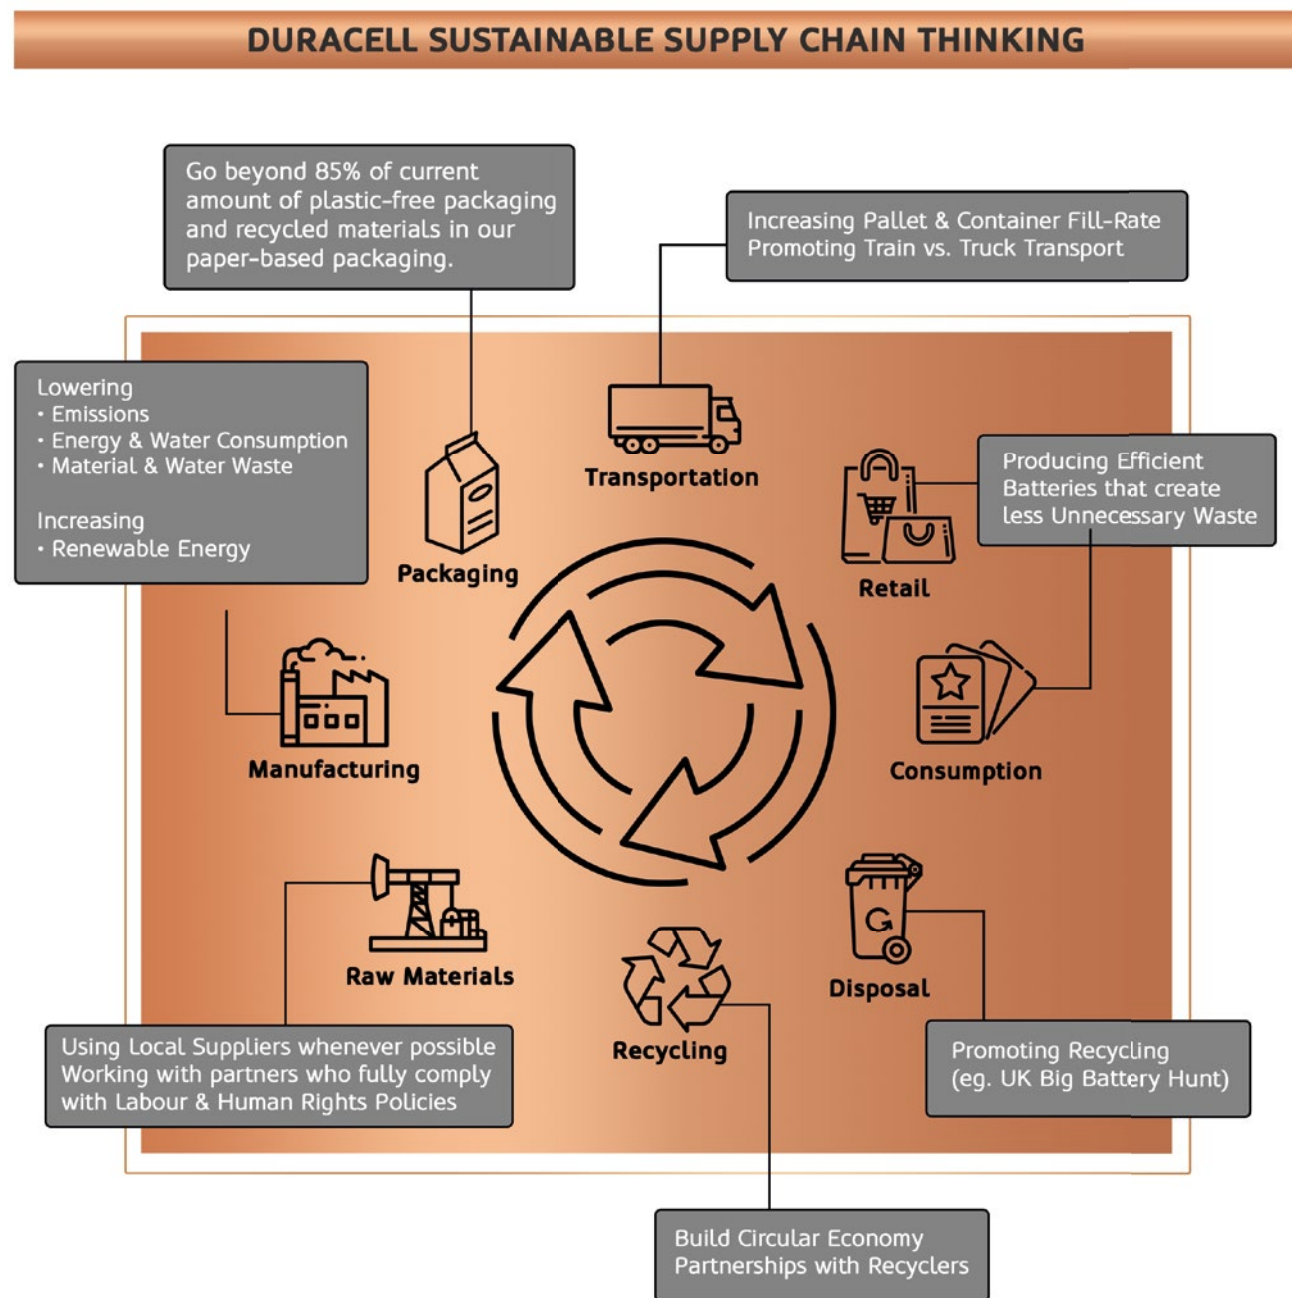 DURACELL SUSTAINABLE SUPPLY CHAIN THINKING
Go beyond 85% of current
amount of plastic-free packaging
and recycled materials in our
paper-based packaging.
Increasing Pallet & Container Fill-Rate
Promoting Train vs. Truck Transport
Lowering
• Emissions
• Energy & Water Consumption
• Material & Water Waste
Increasing
• Renewable Energy
Transportation
Producing Efficient
Batteries that create
less Unnecessary Waste
Packaging
Retail
Manufacturing
Consumption
Raw Materials
Disposal
Recycling
Using Local Suppliers whenever possible
Working with partners who fully comply
with Labour & Human Rights Policies
Promoting Recycling
(eg. UK Big Battery Hunt)
Build Circular Economy
Partnerships with Recyclers